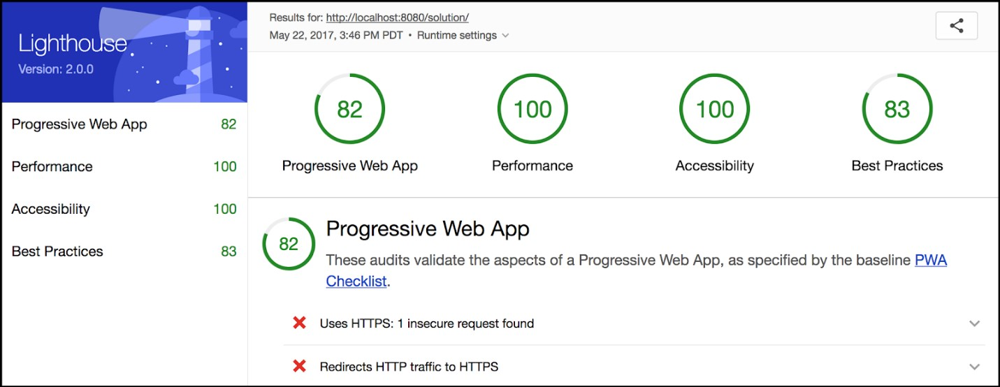 Lighthouse
Version: 2.0.0
Progressive Web App 82
Performance 100
Accessibility 100
Best Practices 83
Results for: http://localhost:8080/solution/
May 22, 2017, 3:46 PM PDT • Runtime settings
82 100 100 83
Progressive Web App Performance Accessibility Best Practices
82
Progressive Web App
These audits validate the aspects of a Progressive Web App, as specified by the baseline PWA
Checklist.
Uses HTTPS: 1 insecure request found
Redirects HTTP traffic to HTTPS